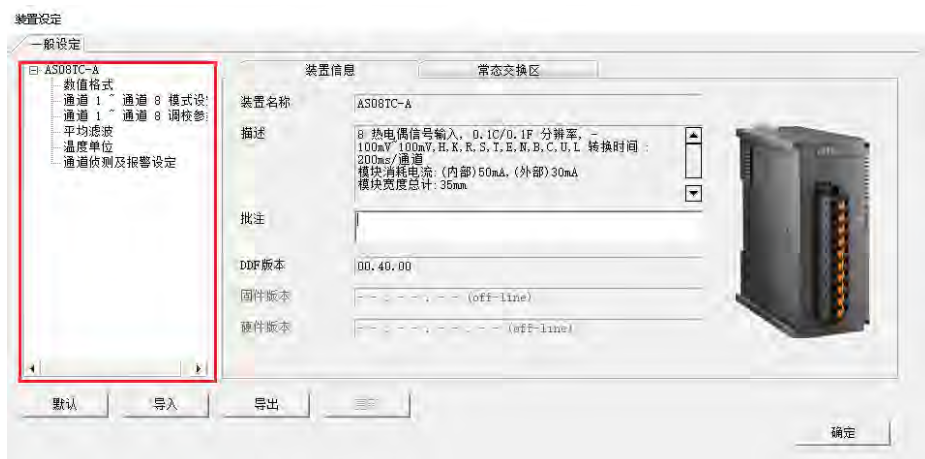 装置设定
一般设定
AS08TC-A
数值格式
通道 1 ~ 通道 8 模式设
通道 1 ~ 通道 8 调校参
平均滤波
温度单位
通道侦测及报警设定
装置信息
常态交换区
装置名称
AS08TC-A
描述
8 热电偶信号输入, 0.1C/0.1F 分辨率, -
100mV~100mV,H,K,R,S,T,E,N,B,C,U,L 转换时间 :
200ms/通道
模块消耗电流:(内部)50mA,(外部)30mA
模块宽度总计:35mm
批注
DDF版本
00.40.00
固件版本
- - . - - . - - (off-line)
硬件版本
- - . - - . - - - - (off-line)
默认
导入
导出
确定